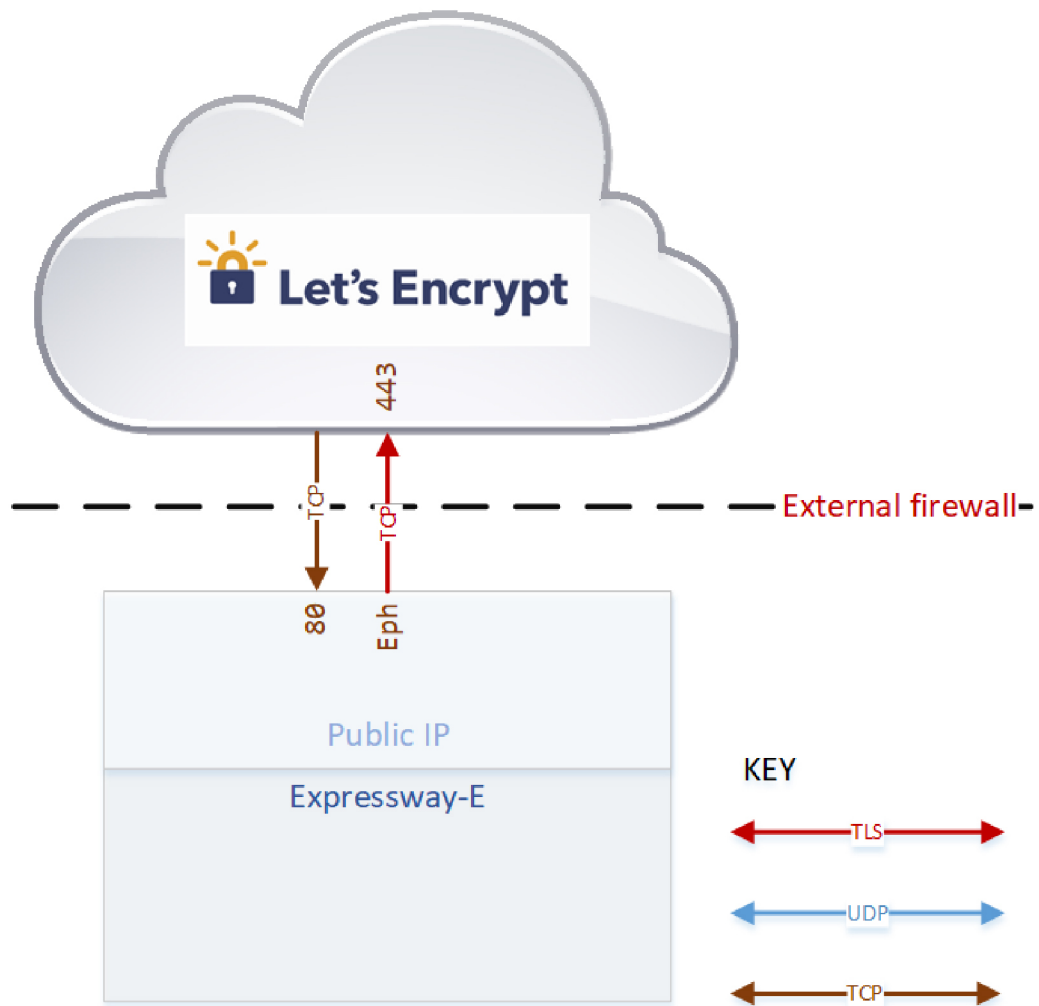 Let's Encrypt
443
TCP
TCP
External firewall
80
Eph
Public IP
Expressway-E
KEY
TLS
UDP
TCP